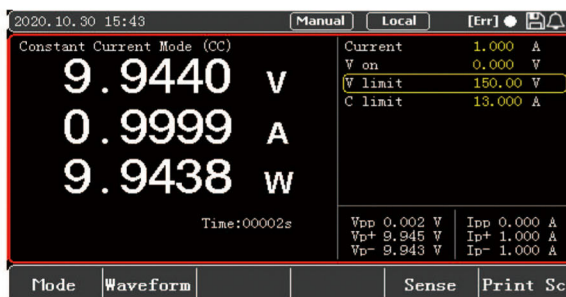 2020.10.30 15:43 Manual Local [Err]
Constant Current Mode (CC)
9.9440 V
0.9999 A
9.9438 W
Time:00002s
Current 1.000 A
V on 0.000 V
V limit 150.00 V
C limit 13.000 A
Vpp 0.002 V
Vp+ 9.945 V
Vp- 9.943 V
Ipp 0.000 A
Ip+ 1.000 A
Ip- 1.000 A
Mode Waveform Sense Print Sc